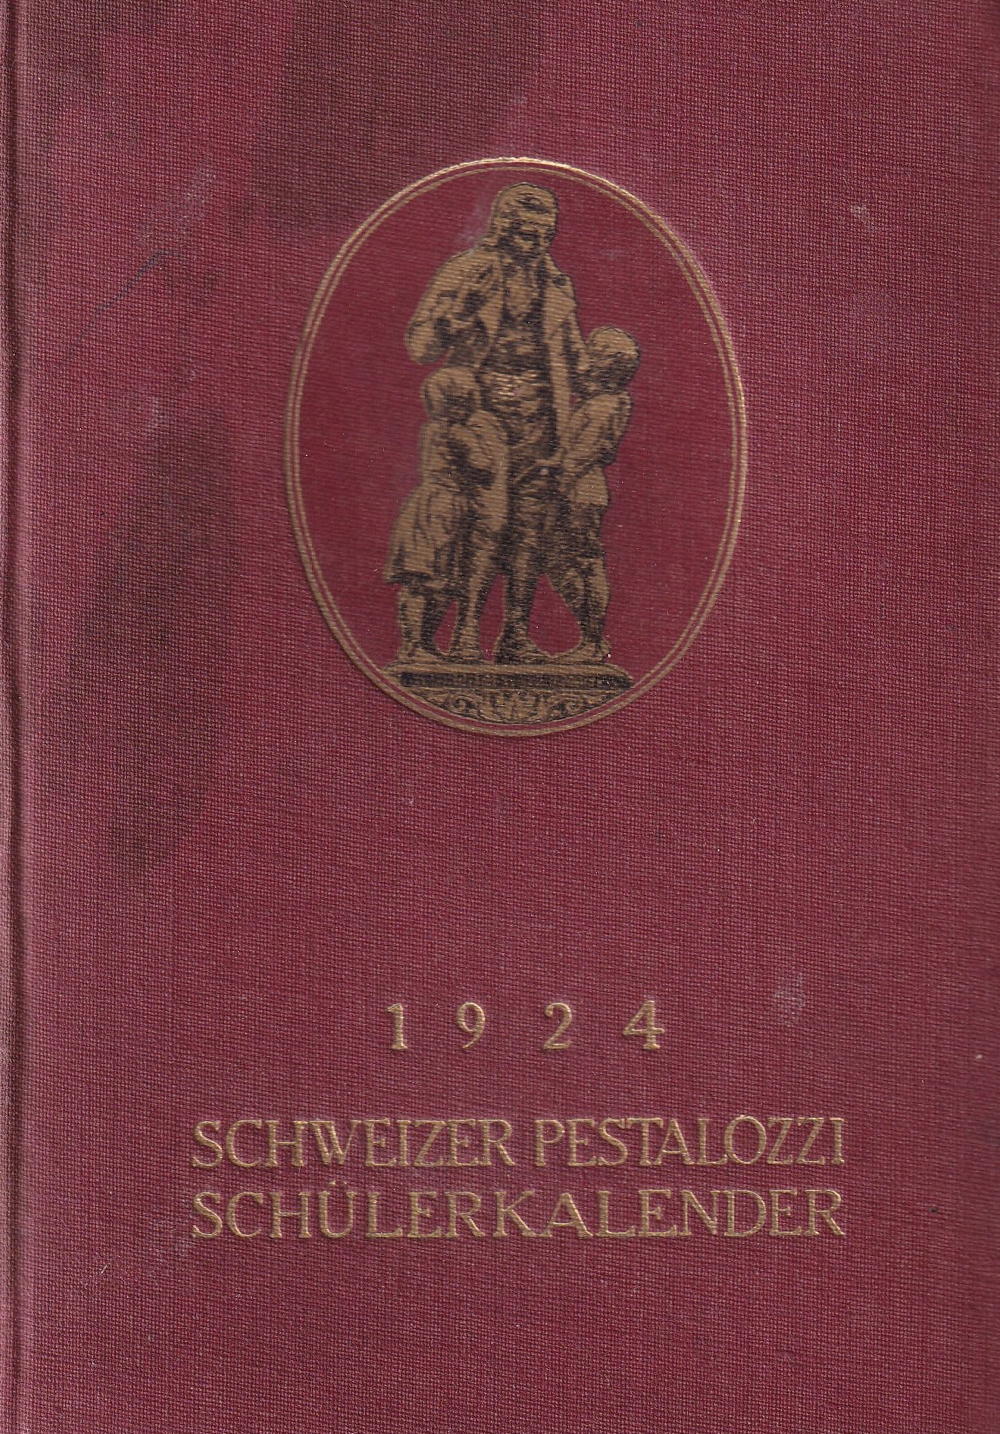 1924
SCHWEIZER PESTALOZZI
SCHÜLERKALENDER